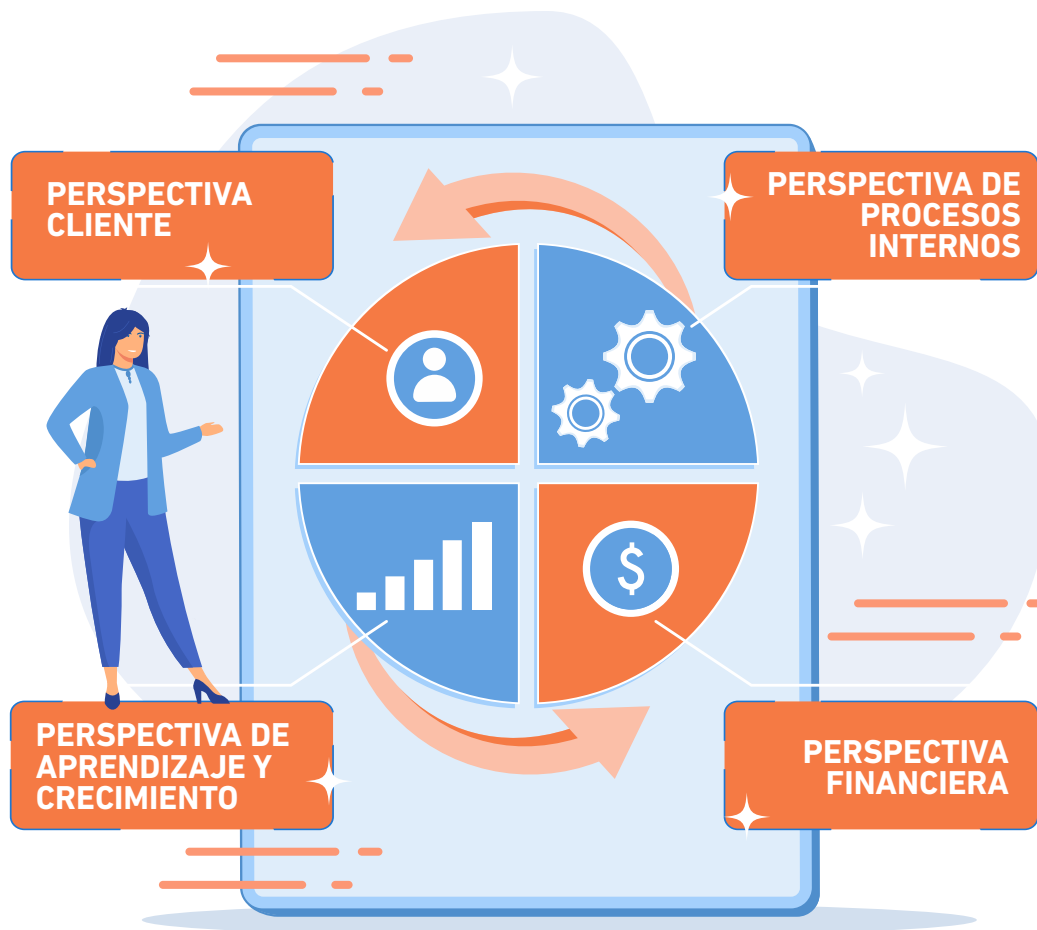 PERSPECTIVA
CLIENTE
PERSPECTIVA DE
PROCESOS
INTERNOS
$
PERSPECTIVA DE
APRENDIZAJE Y
CRECIMIENTO
PERSPECTIVA
FINANCIERA